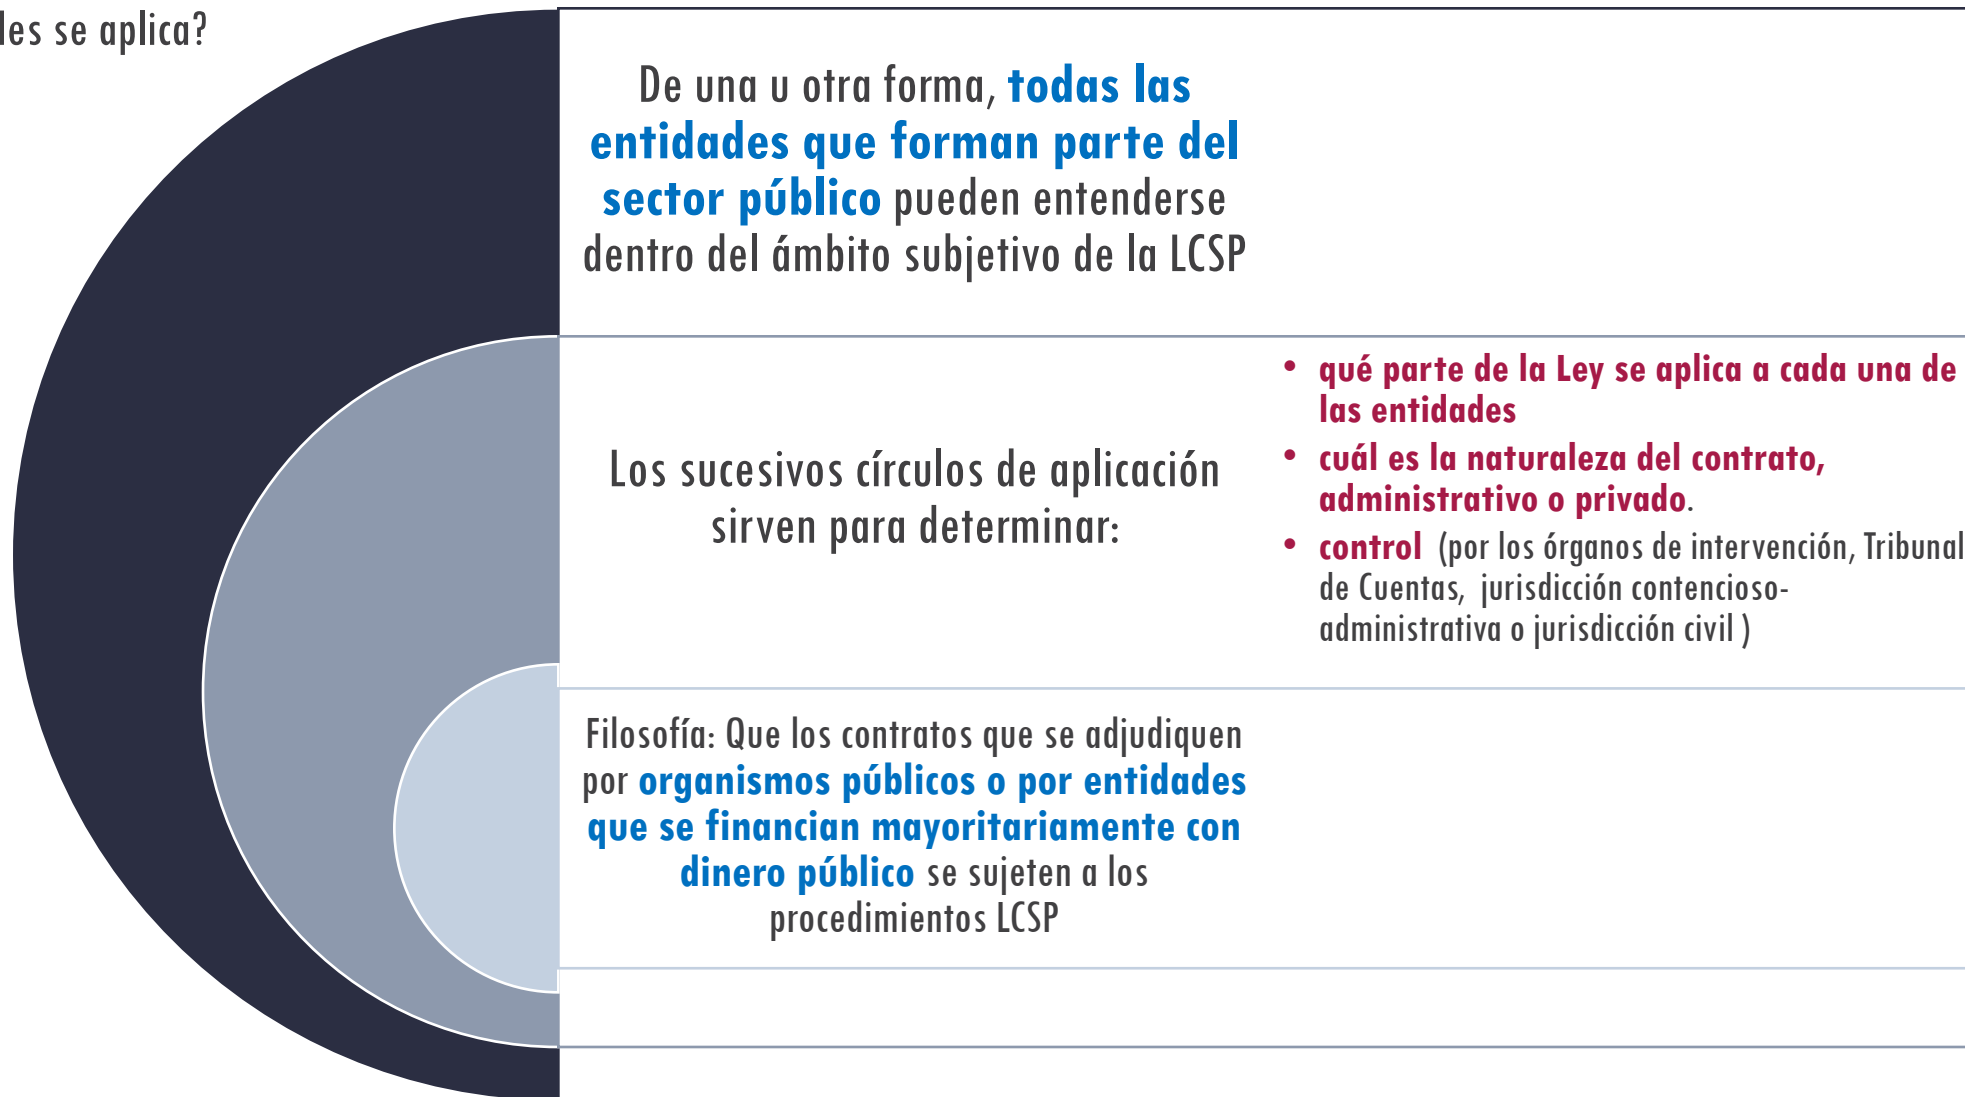 les se aplica?
De una u otra forma, todas las
entidades que forman parte del
sector público pueden entenderse
dentro del ámbito subjetivo de la LCSP
Los sucesivos círculos de aplicación
sirven para determinar:
• qué parte de la Ley se aplica a cada una de
las entidades
• cuál es la naturaleza del contrato,
administrativo o privado.
• control (por los órganos de intervención, Tribunal
de Cuentas, jurisdicción contencioso-
administrativa o jurisdicción civil )
Filosofía: Que los contratos que se adjudiquen
por organismos públicos o por entidades
que se financian mayoritariamente con
dinero público se sujeten a los
procedimientos LCSP